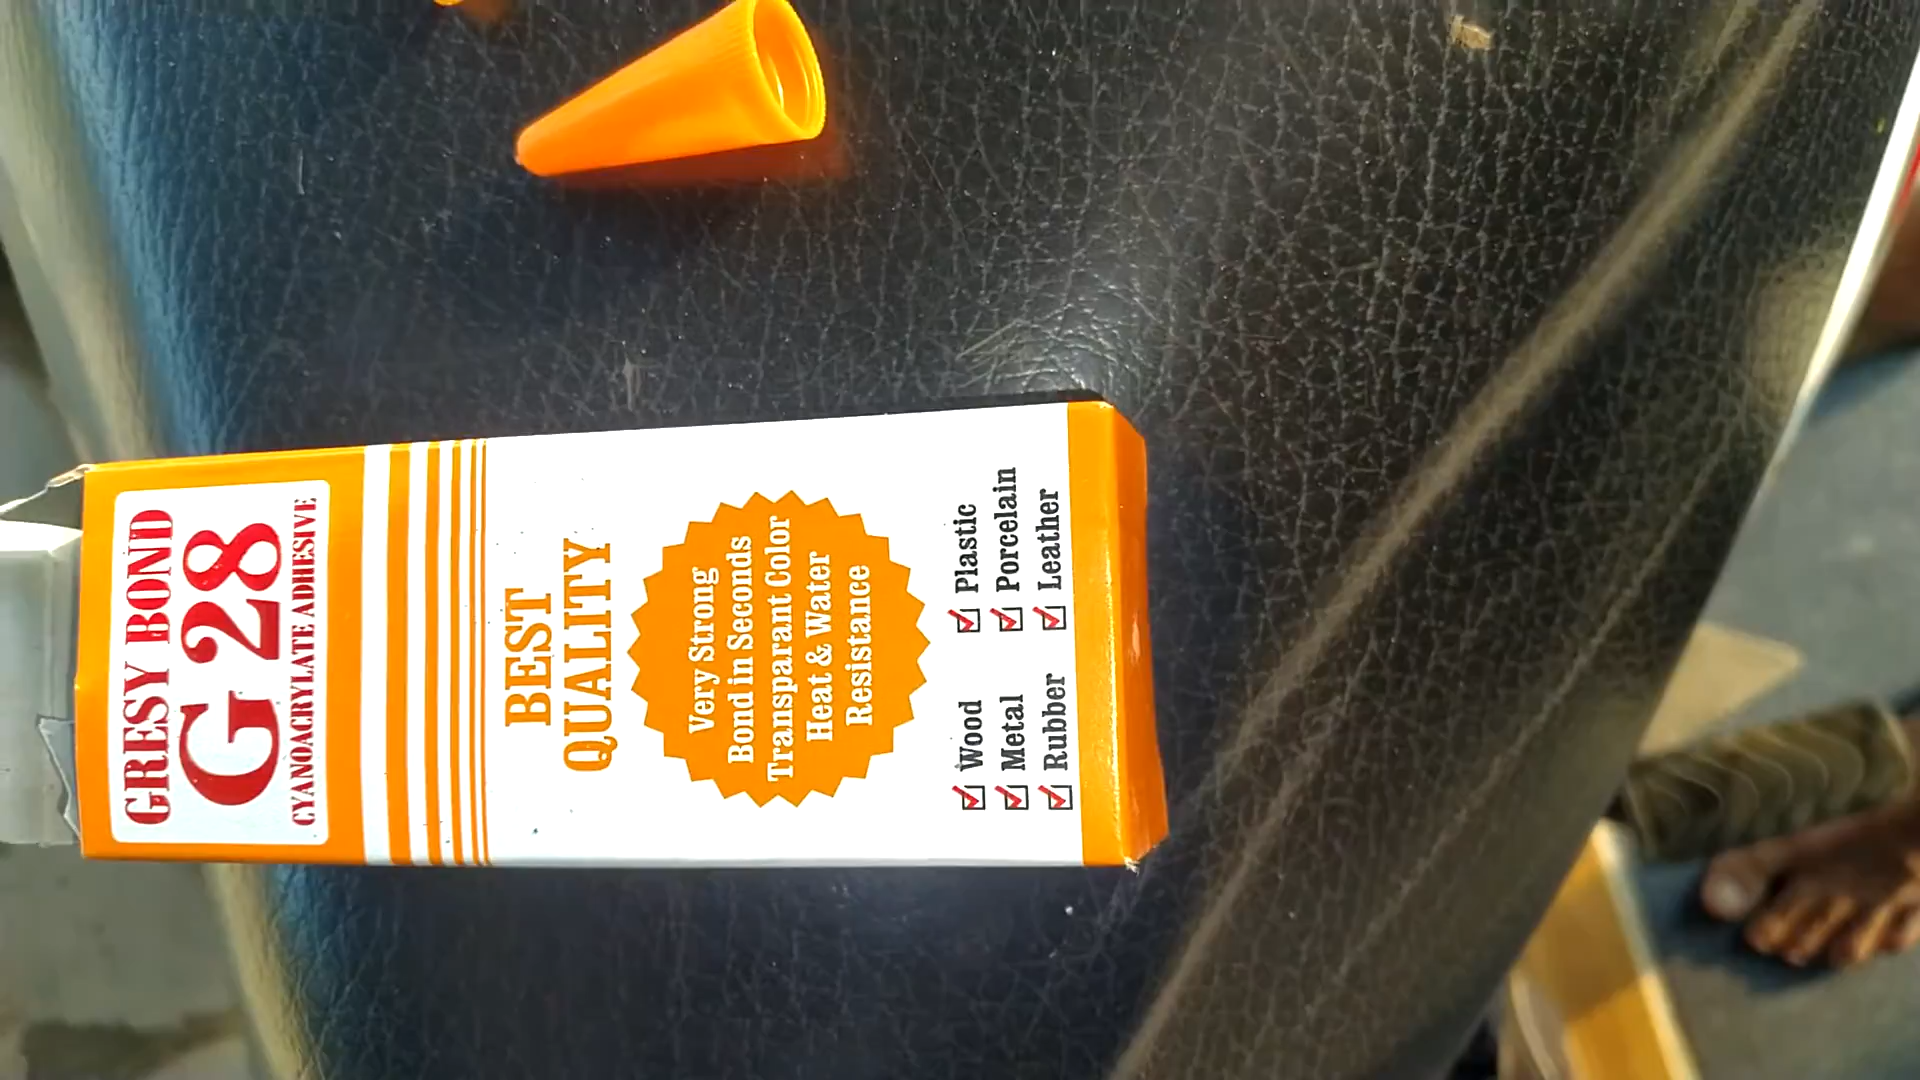 GRESY BOND
G 28
CYANOACRYLATE ADHESIVE
BEST
QUALITY
Very Strong
Bond in Seconds
Transparant Color
Heat & Water
Resistance
Wood
Plastic
Metal
Porcelain
Rubber
Leather